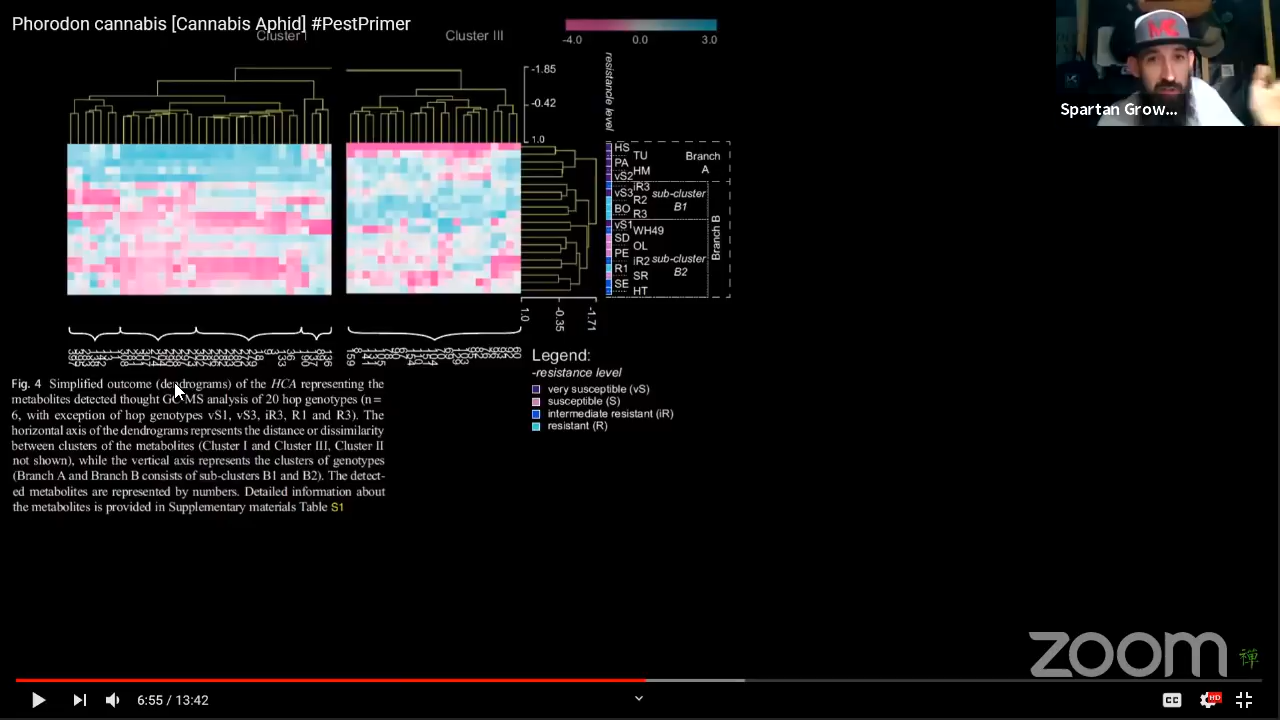 Phorodon cannabis [Cannabis Aphid] #PestPrimer
Cluster I
Cluster III
-4.0 0.0 3.0
-1.85
-0.42
1.0
resistance level
HS
TU
PA
HM
vS2
Branch A
iR3
vS3
R2
BO
R3
sub-cluster B1
vS1
WH49
SD
OL
PE
iR2
R1
SR
SE
HT
sub-cluster B2
Branch B
1.0
-0.35
-1.71
Legend:
-resistance level
very susceptible (vS)
susceptible (S)
intermediate resistant (iR)
resistant (R)
Fig. 4 Simplified outcome (dendrograms) of the HCA representing the
metabolites detected thought GC-MS analysis of 20 hop genotypes (n =
6, with exception of hop genotypes vS1, vS3, iR3, R1 and R3). The
horizontal axis of the dendrograms represents the distance or dissimilarity
between clusters of the metabolites (Cluster I and Cluster III, Cluster II
not shown), while the vertical axis represents the clusters of genotypes
(Branch A and Branch B consists of sub-clusters B1 and B2). The detect-
ed metabolites are represented by numbers. Detailed information about
the metabolites is provided in Supplementary materials Table S1
Spartan Grow...
zoom
禪
6:55 / 13:42
CC
HD